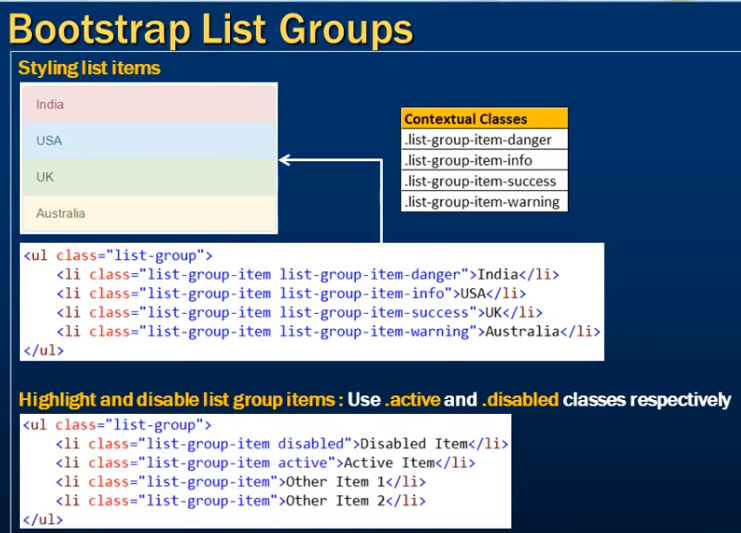 Bootstrap List Groups
Styling list items
India
USA
UK
Australia
Contextual Classes
.list-group-item-danger
.list-group-item-info
.list-group-item-success
.list-group-item-warning
<ul class="list-group">
    <li class="list-group-item list-group-item-danger">India</li>
    <li class="list-group-item list-group-item-info">USA</li>
    <li class="list-group-item list-group-item-success">UK</li>
    <li class="list-group-item list-group-item-warning">Australia</li>
</ul>
Highlight and disable list group items : Use .active and .disabled classes respectively
<ul class="list-group">
    <li class="list-group-item disabled">Disabled Item</li>
    <li class="list-group-item active">Active Item</li>
    <li class="list-group-item">Other Item 1</li>
    <li class="list-group-item">Other Item 2</li>
</ul>